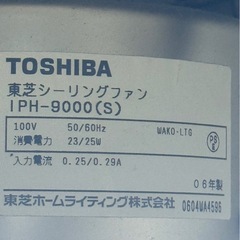 TOSHIBA
東芝シーリングファン
IPH-9000(S)
100V 50/60Hz WAKO-LTG
消費電力 23/25W
*入力電流 0.25/0.29A
06年製
東芝ホームライティング株式会社 0604WA4599